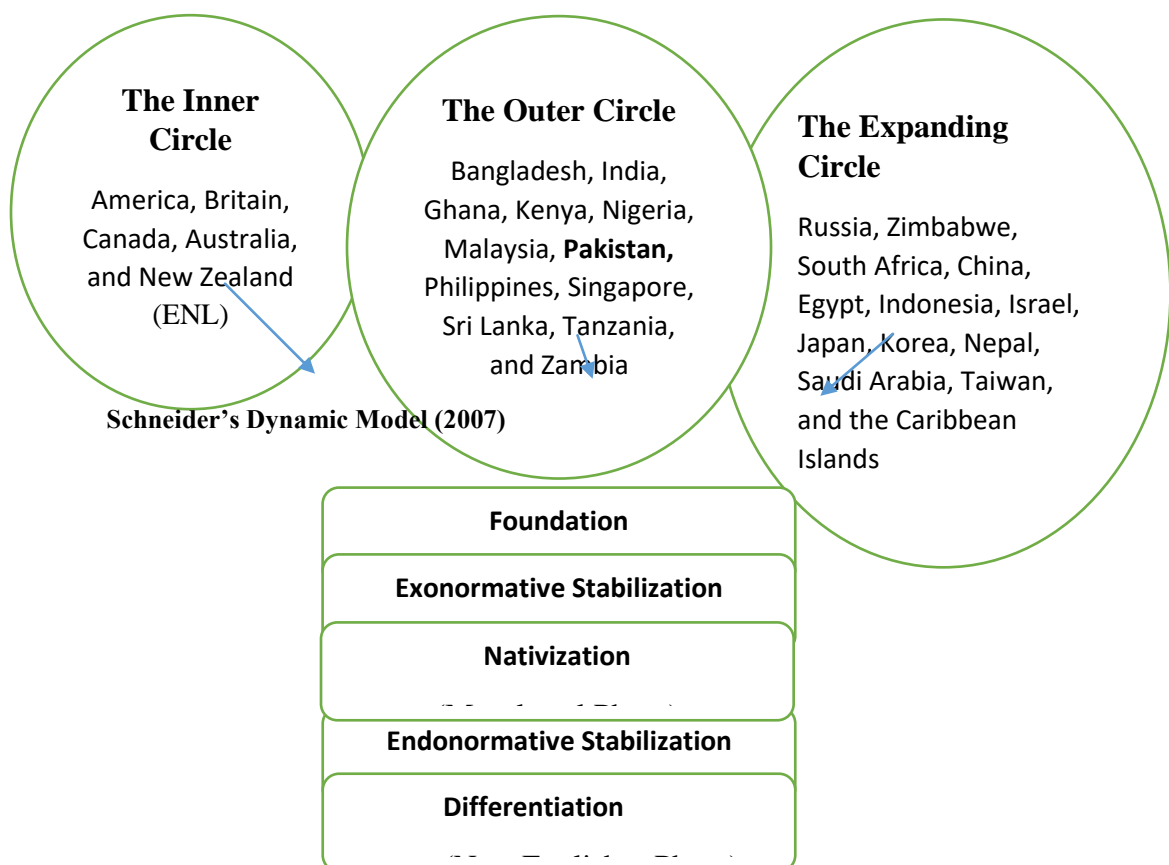 The Inner
Circle
America, Britain,
Canada, Australia,
and New Zealand
(ENL)
The Outer Circle
Bangladesh, India,
Ghana, Kenya, Nigeria,
Malaysia, Pakistan,
Philippines, Singapore,
Sri Lanka, Tanzania,
and Zambia
The Expanding
Circle
Russia, Zimbabwe,
South Africa, China,
Egypt, Indonesia, Israel,
Japan, Korea, Nepal,
Saudi Arabia, Taiwan,
and the Caribbean
Islands
Schneider’s Dynamic Model (2007)
Foundation
Exonormative Stabilization
Nativization
Endonormative Stabilization
Differentiation